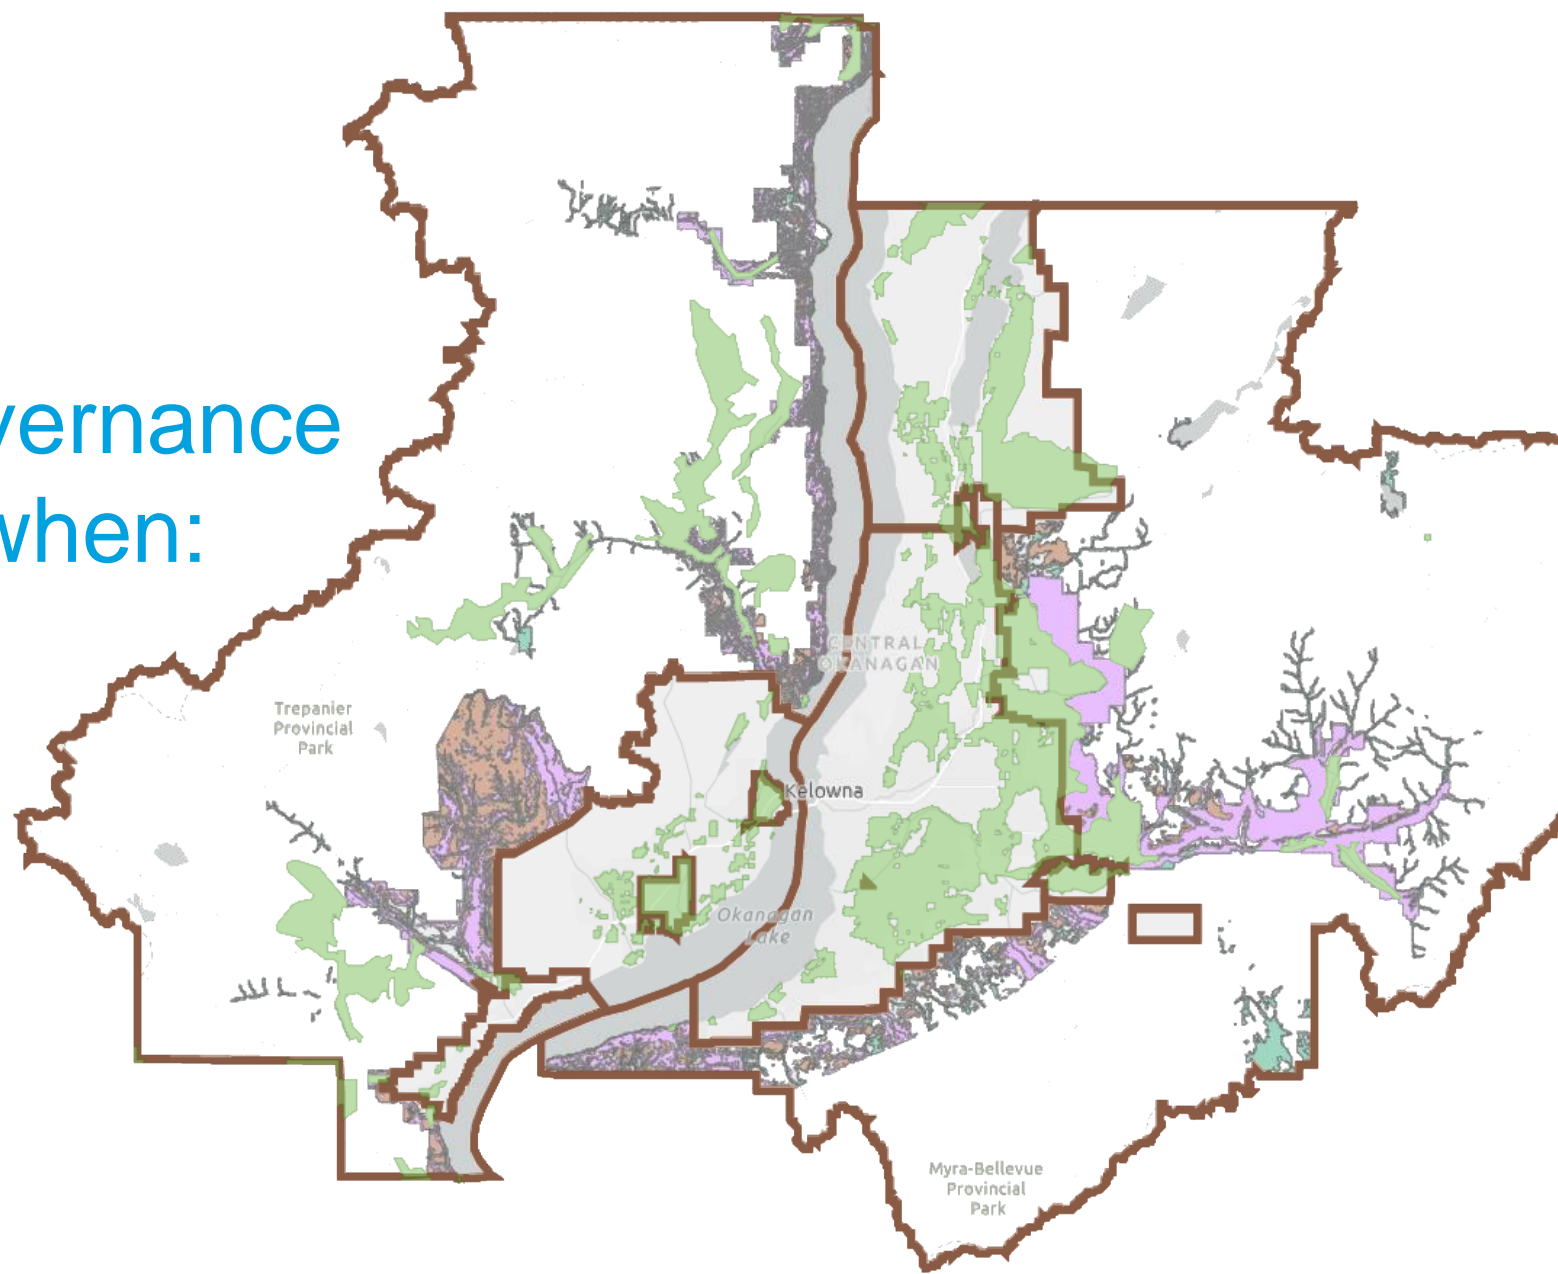 vernance
when:
CENTRAL
OKANAGAN
Trepanier
Provincial
Park
Kelowna
Okanagan
Lake
Myra-Bellevue
Provincial
Park